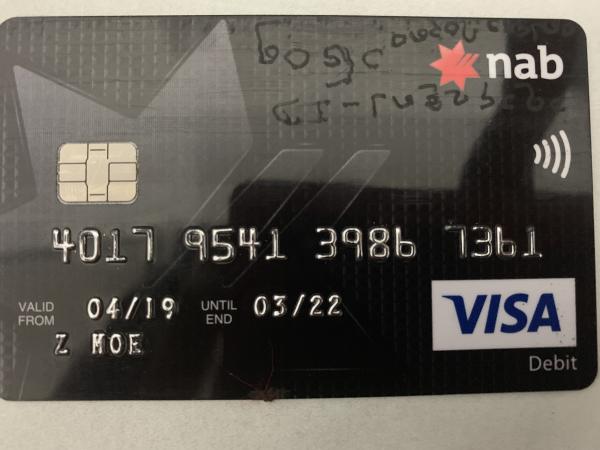 nab
4017 9541 3986 7361
VALID FROM 04/19 UNTIL END 03/22
Z MOE
VISA
Debit